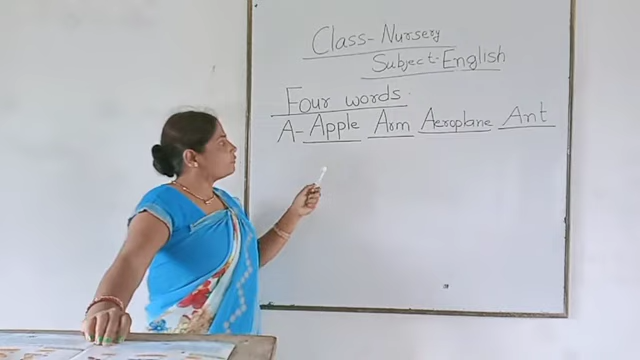 Class-Nursery
Subject-English
Four words.
A- Apple Arm Aeroplane Ant